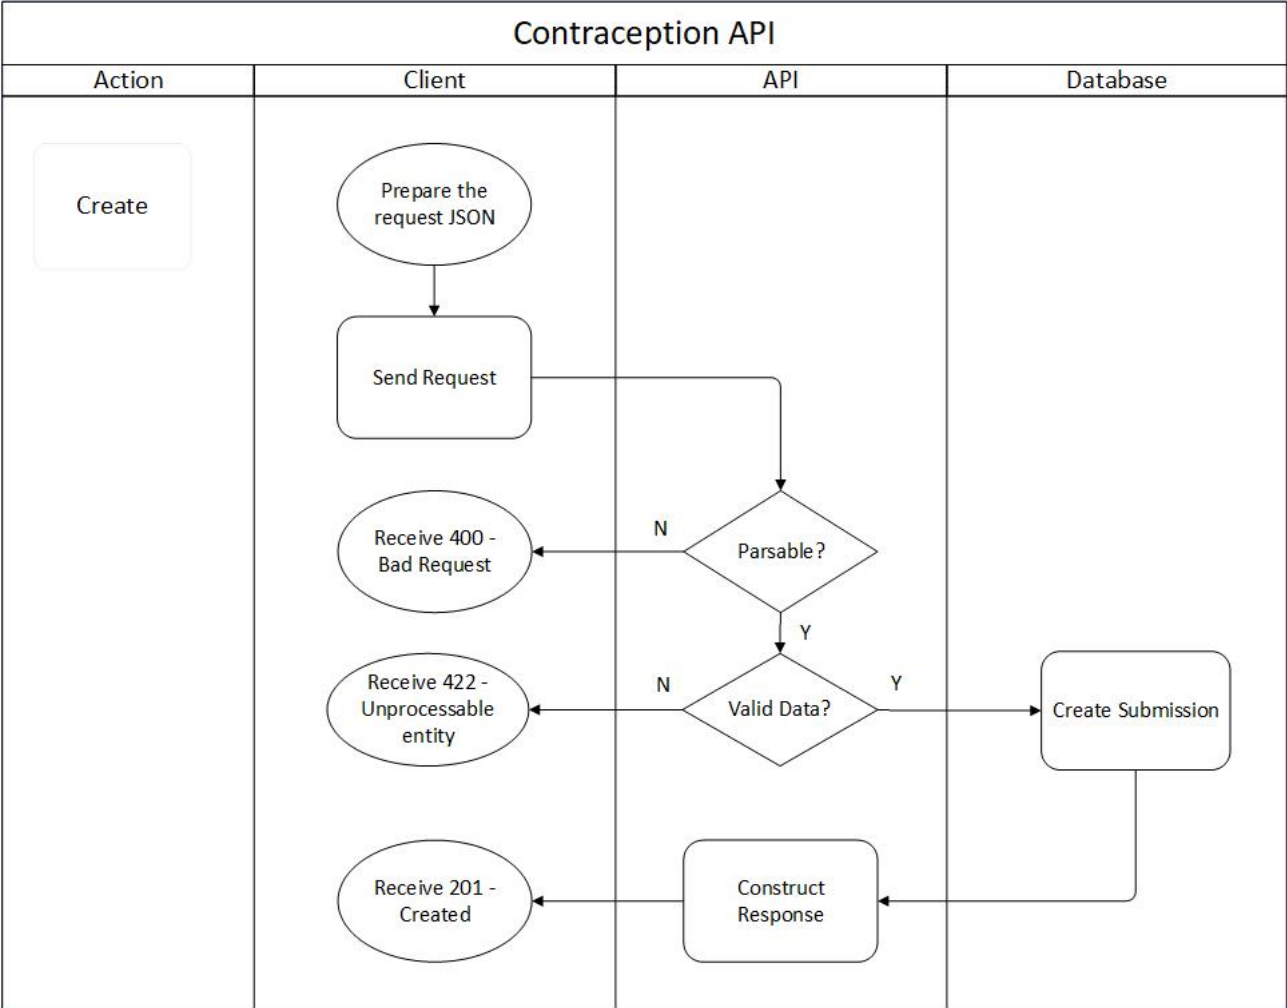 Contraception API
Action
Client
API
Database
Create
Prepare the
request JSON
Send Request
Receive 400 -
Bad Request
N
Parsable?
Y
Receive 422 -
Unprocessable
entity
N
Valid Data?
Y
Create Submission
Receive 201 -
Created
Construct
Response